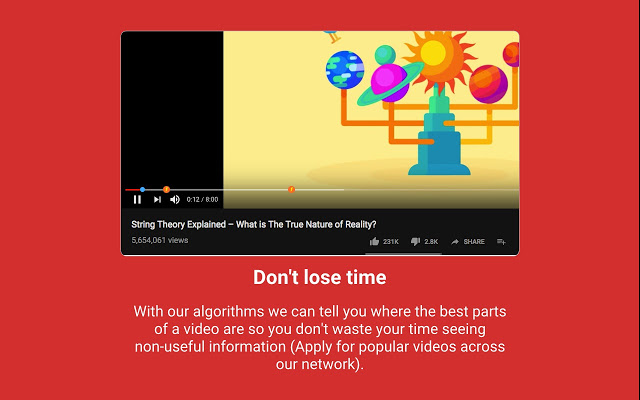 0:12 / 8:00
String Theory Explained – What is The True Nature of Reality?
5,654,061 views
231K 2.8K SHARE
Don't lose time
With our algorithms we can tell you where the best parts
of a video are so you don't waste your time seeing
non-useful information (Apply for popular videos across
our network).